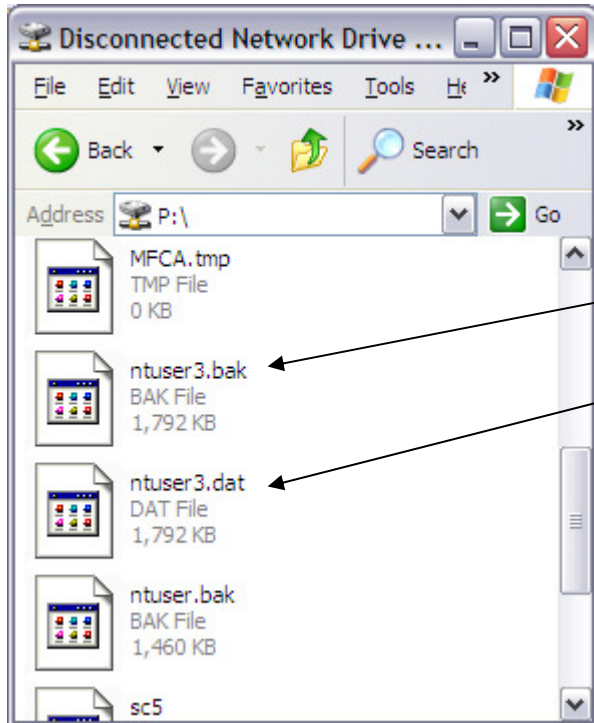 Disconnected Network Drive ...
File Edit View Favorites Tools He »
Back Search »
Address P:\ Go
MFCA.tmp
TMP File
0 KB
ntuser3.bak
BAK File
1,792 KB
ntuser3.dat
DAT File
1,792 KB
ntuser.bak
BAK File
1,460 KB
sc5